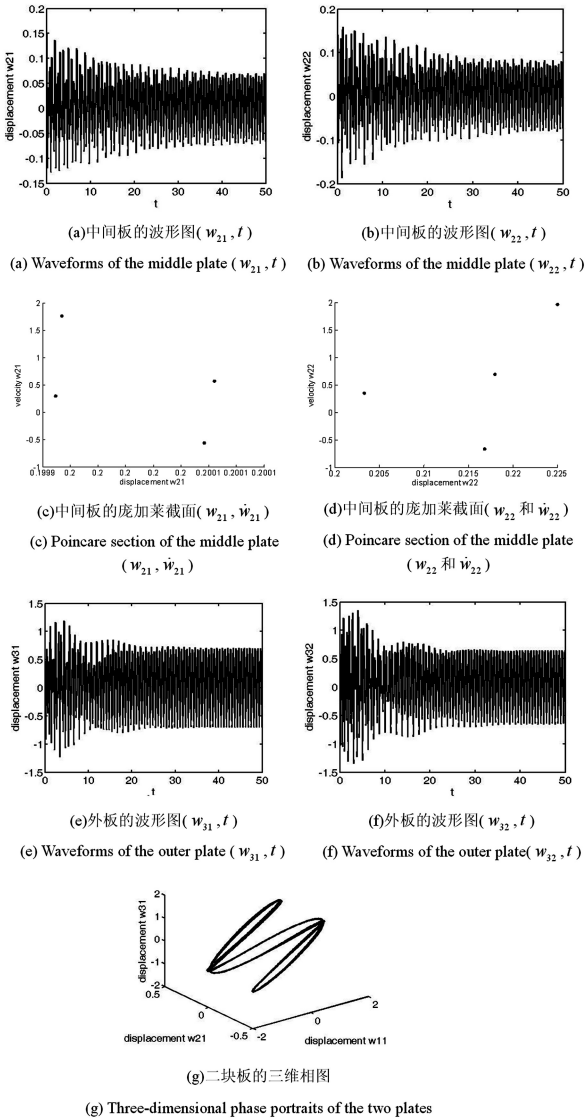 0.2
0.15
0.1
0.05
0
-0.05
-0.1
-0.15
displacement w21
0 10 20 30 40 50
t
0.2
0.1
0
-0.1
-0.2
displacement w22
0 10 20 30 40 50
t
(a)中间板的波形图( w21 , t )
(b)中间板的波形图( w22 , t )
(a) Waveforms of the middle plate ( w21 , t )
(b) Waveforms of the middle plate ( w22 , t )
2
1.5
1
0.5
0
-0.5
-1
velocity w21
0.1999 0.2 0.2 0.2 0.2 0.2 0.2001 0.2001 0.2001
displacement w21
2
1.5
1
0.5
0
-0.5
-1
velocity w22
0.2 0.205 0.21 0.215 0.22 0.225
displacement w22
(c)中间板的庞加莱截面( w21 , ẇ21 )
(d)中间板的庞加莱截面( w22 和 ẇ22 )
(c) Poincare section of the middle plate
( w21 , ẇ21 )
(d) Poincare section of the middle plate
( w22 和 ẇ22 )
1.5
1
0.5
0
-0.5
-1
-1.5
displacement w31
0 10 20 30 40 50
.t
1.5
1
0.5
0
-0.5
-1
-1.5
displacement w32
0 10 20 30 40 50
t
(e)外板的波形图( w31 , t )
(f)外板的波形图( w32 , t )
(e) Waveforms of the outer plate ( w31 , t )
(f) Waveforms of the outer plate( w32 , t )
2
1
0
-1
-2
displacement w31
0.5
0
-0.5
displacement w21
-2
0
2
displacement w11
(g)二块板的三维相图
(g) Three-dimensional phase portraits of the two plates